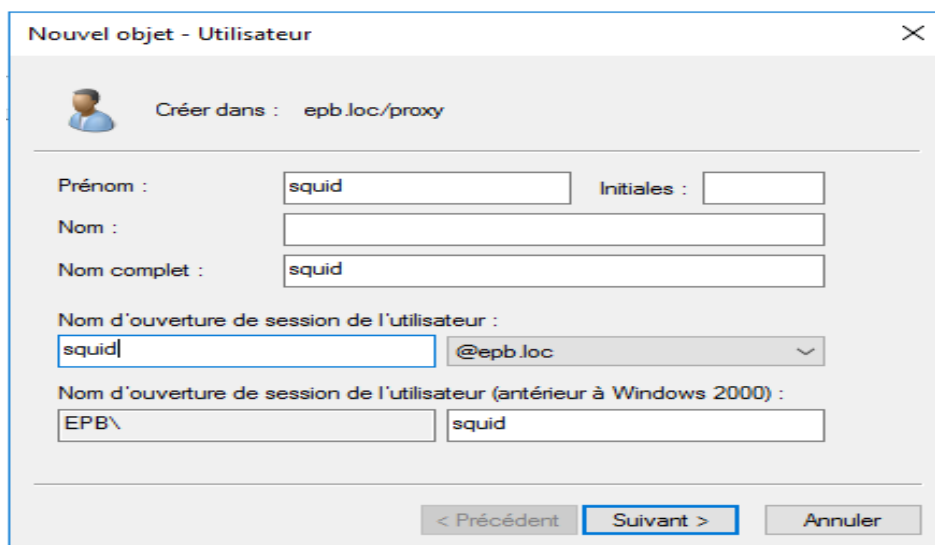 Nouvel objet - Utilisateur
Créer dans : epb.loc/proxy
Prénom : squid Initiales :
Nom :
Nom complet : squid
Nom d'ouverture de session de l'utilisateur :
squid @epb.loc
Nom d'ouverture de session de l'utilisateur (antérieur à Windows 2000) :
EPB\ squid
< Précédent Suivant > Annuler